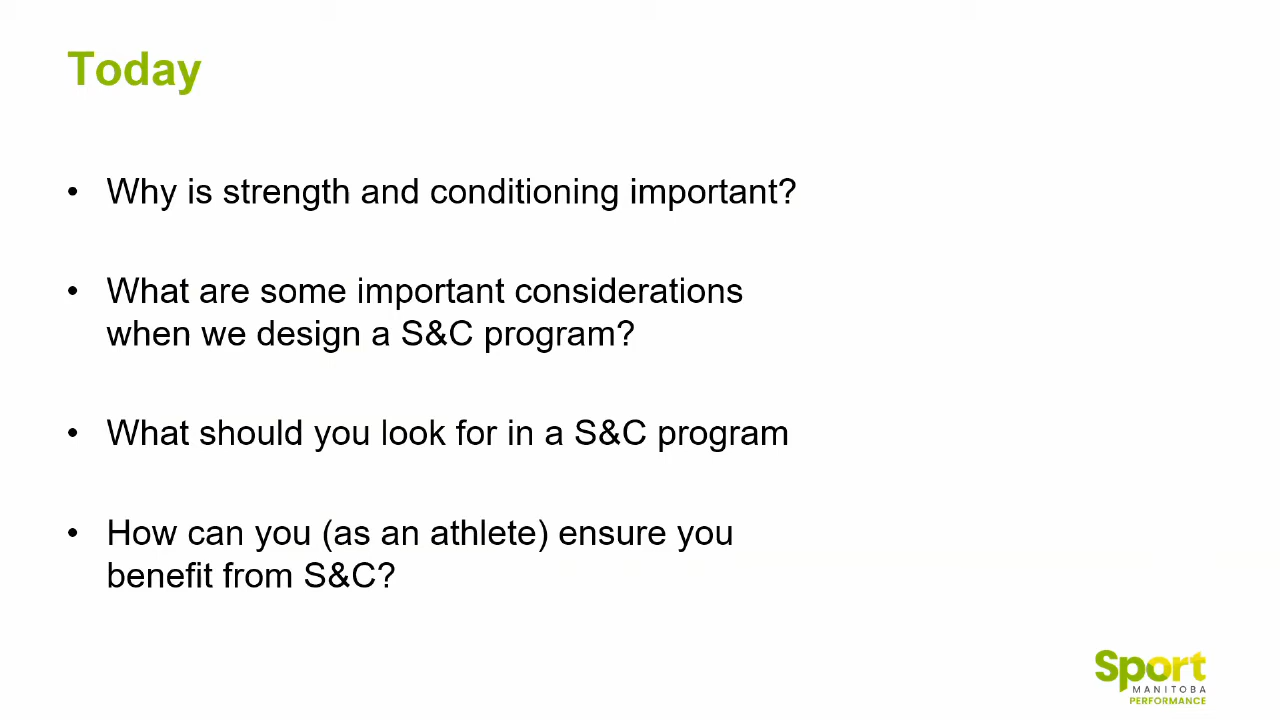 Today
• Why is strength and conditioning important?
• What are some important considerations
when we design a S&C program?
• What should you look for in a S&C program
• How can you (as an athlete) ensure you
benefit from S&C?
Sport
MANITOBA
PERFORMANCE